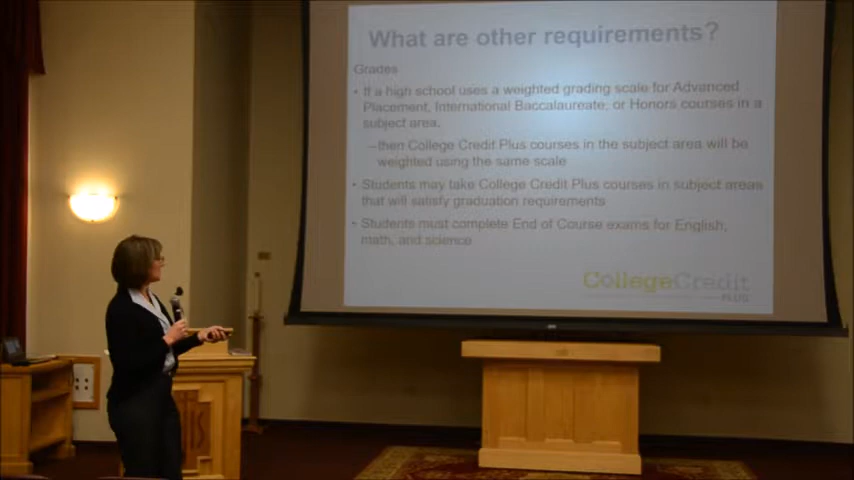 What are other requirements?
Grades
• If a high school uses a weighted grading scale for Advanced
Placement, International Baccalaureate, or Honors courses in a
subject area,
–then College Credit Plus courses in the subject area will be
weighted using the same scale
• Students may take College Credit Plus courses in subject areas
that will satisfy graduation requirements
• Students must complete End of Course exams for English,
math, and science
CollegeCredit
PLUS